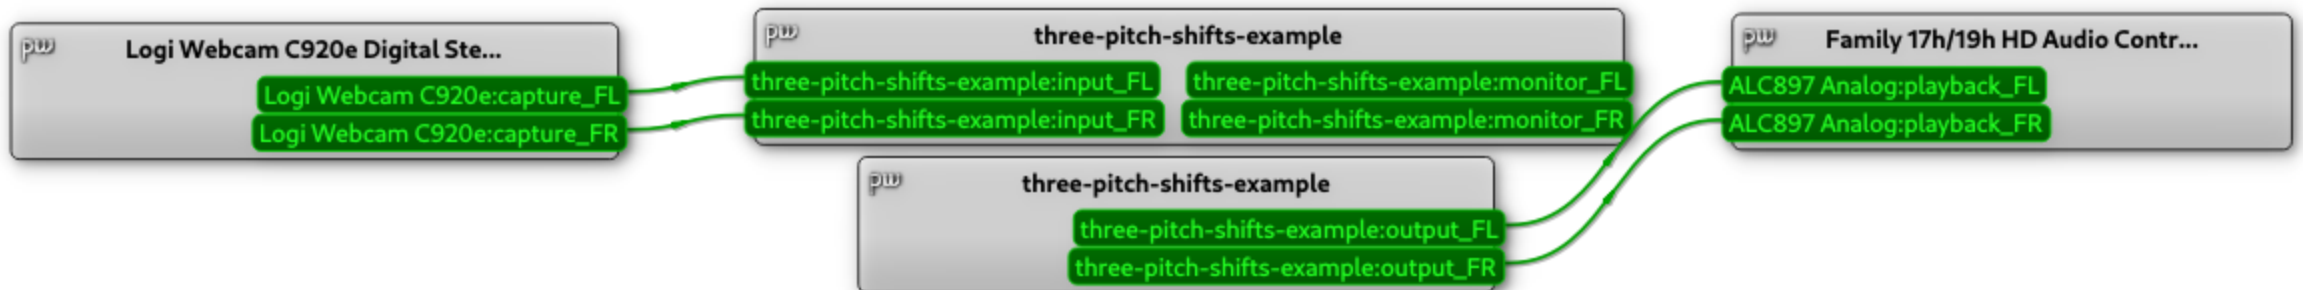 pw Logi Webcam C920e Digital Ste...
Logi Webcam C920e:capture_FL
Logi Webcam C920e:capture_FR
pw three-pitch-shifts-example
three-pitch-shifts-example:input_FL three-pitch-shifts-example:monitor_FL
three-pitch-shifts-example:input_FR three-pitch-shifts-example:monitor_FR
pw three-pitch-shifts-example
three-pitch-shifts-example:output_FL
three-pitch-shifts-example:output_FR
pw Family 17h/19h HD Audio Contr...
ALC897 Analog:playback_FL
ALC897 Analog:playback_FR